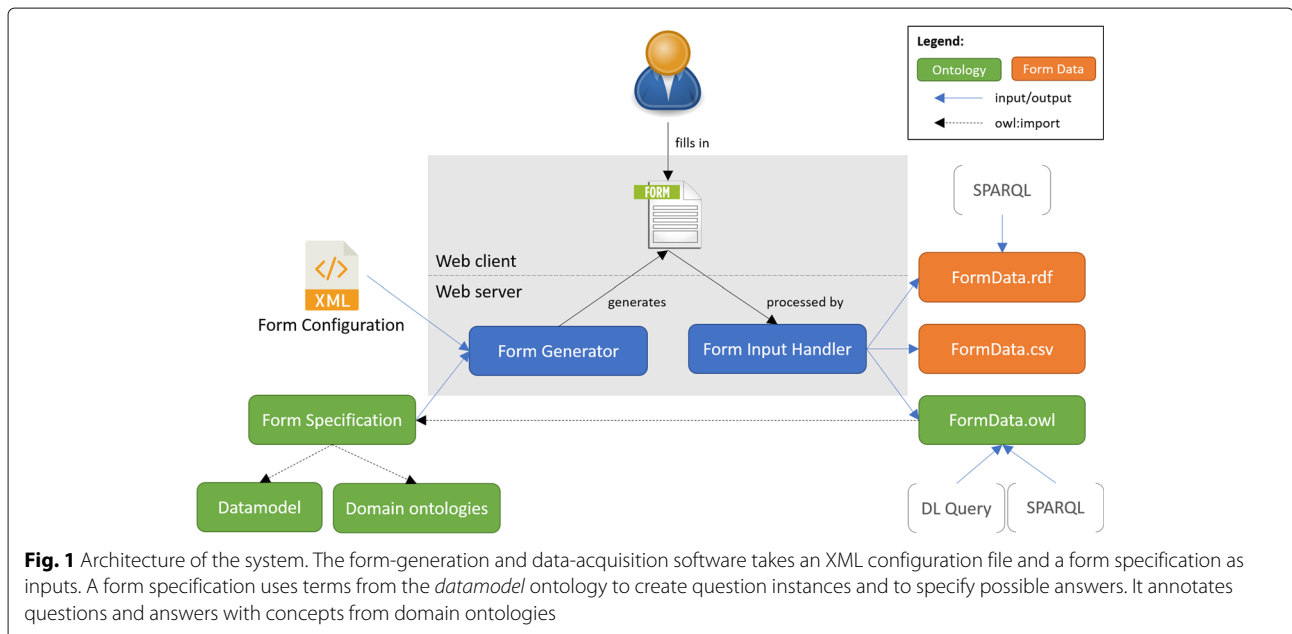 Legend:
Ontology
Form Data
input/output
owl:import
fills in
FORM
SPARQL
Web client
Web server
</>
XML
Form Configuration
generates
processed by
FormData.rdf
Form Generator
Form Input Handler
FormData.csv
Form Specification
FormData.owl
Datamodel
Domain ontologies
DL Query
SPARQL
Fig. 1 Architecture of the system. The form-generation and data-acquisition software takes an XML configuration file and a form specification as
inputs. A form specification uses terms from the datamodel ontology to create question instances and to specify possible answers. It annotates
questions and answers with concepts from domain ontologies